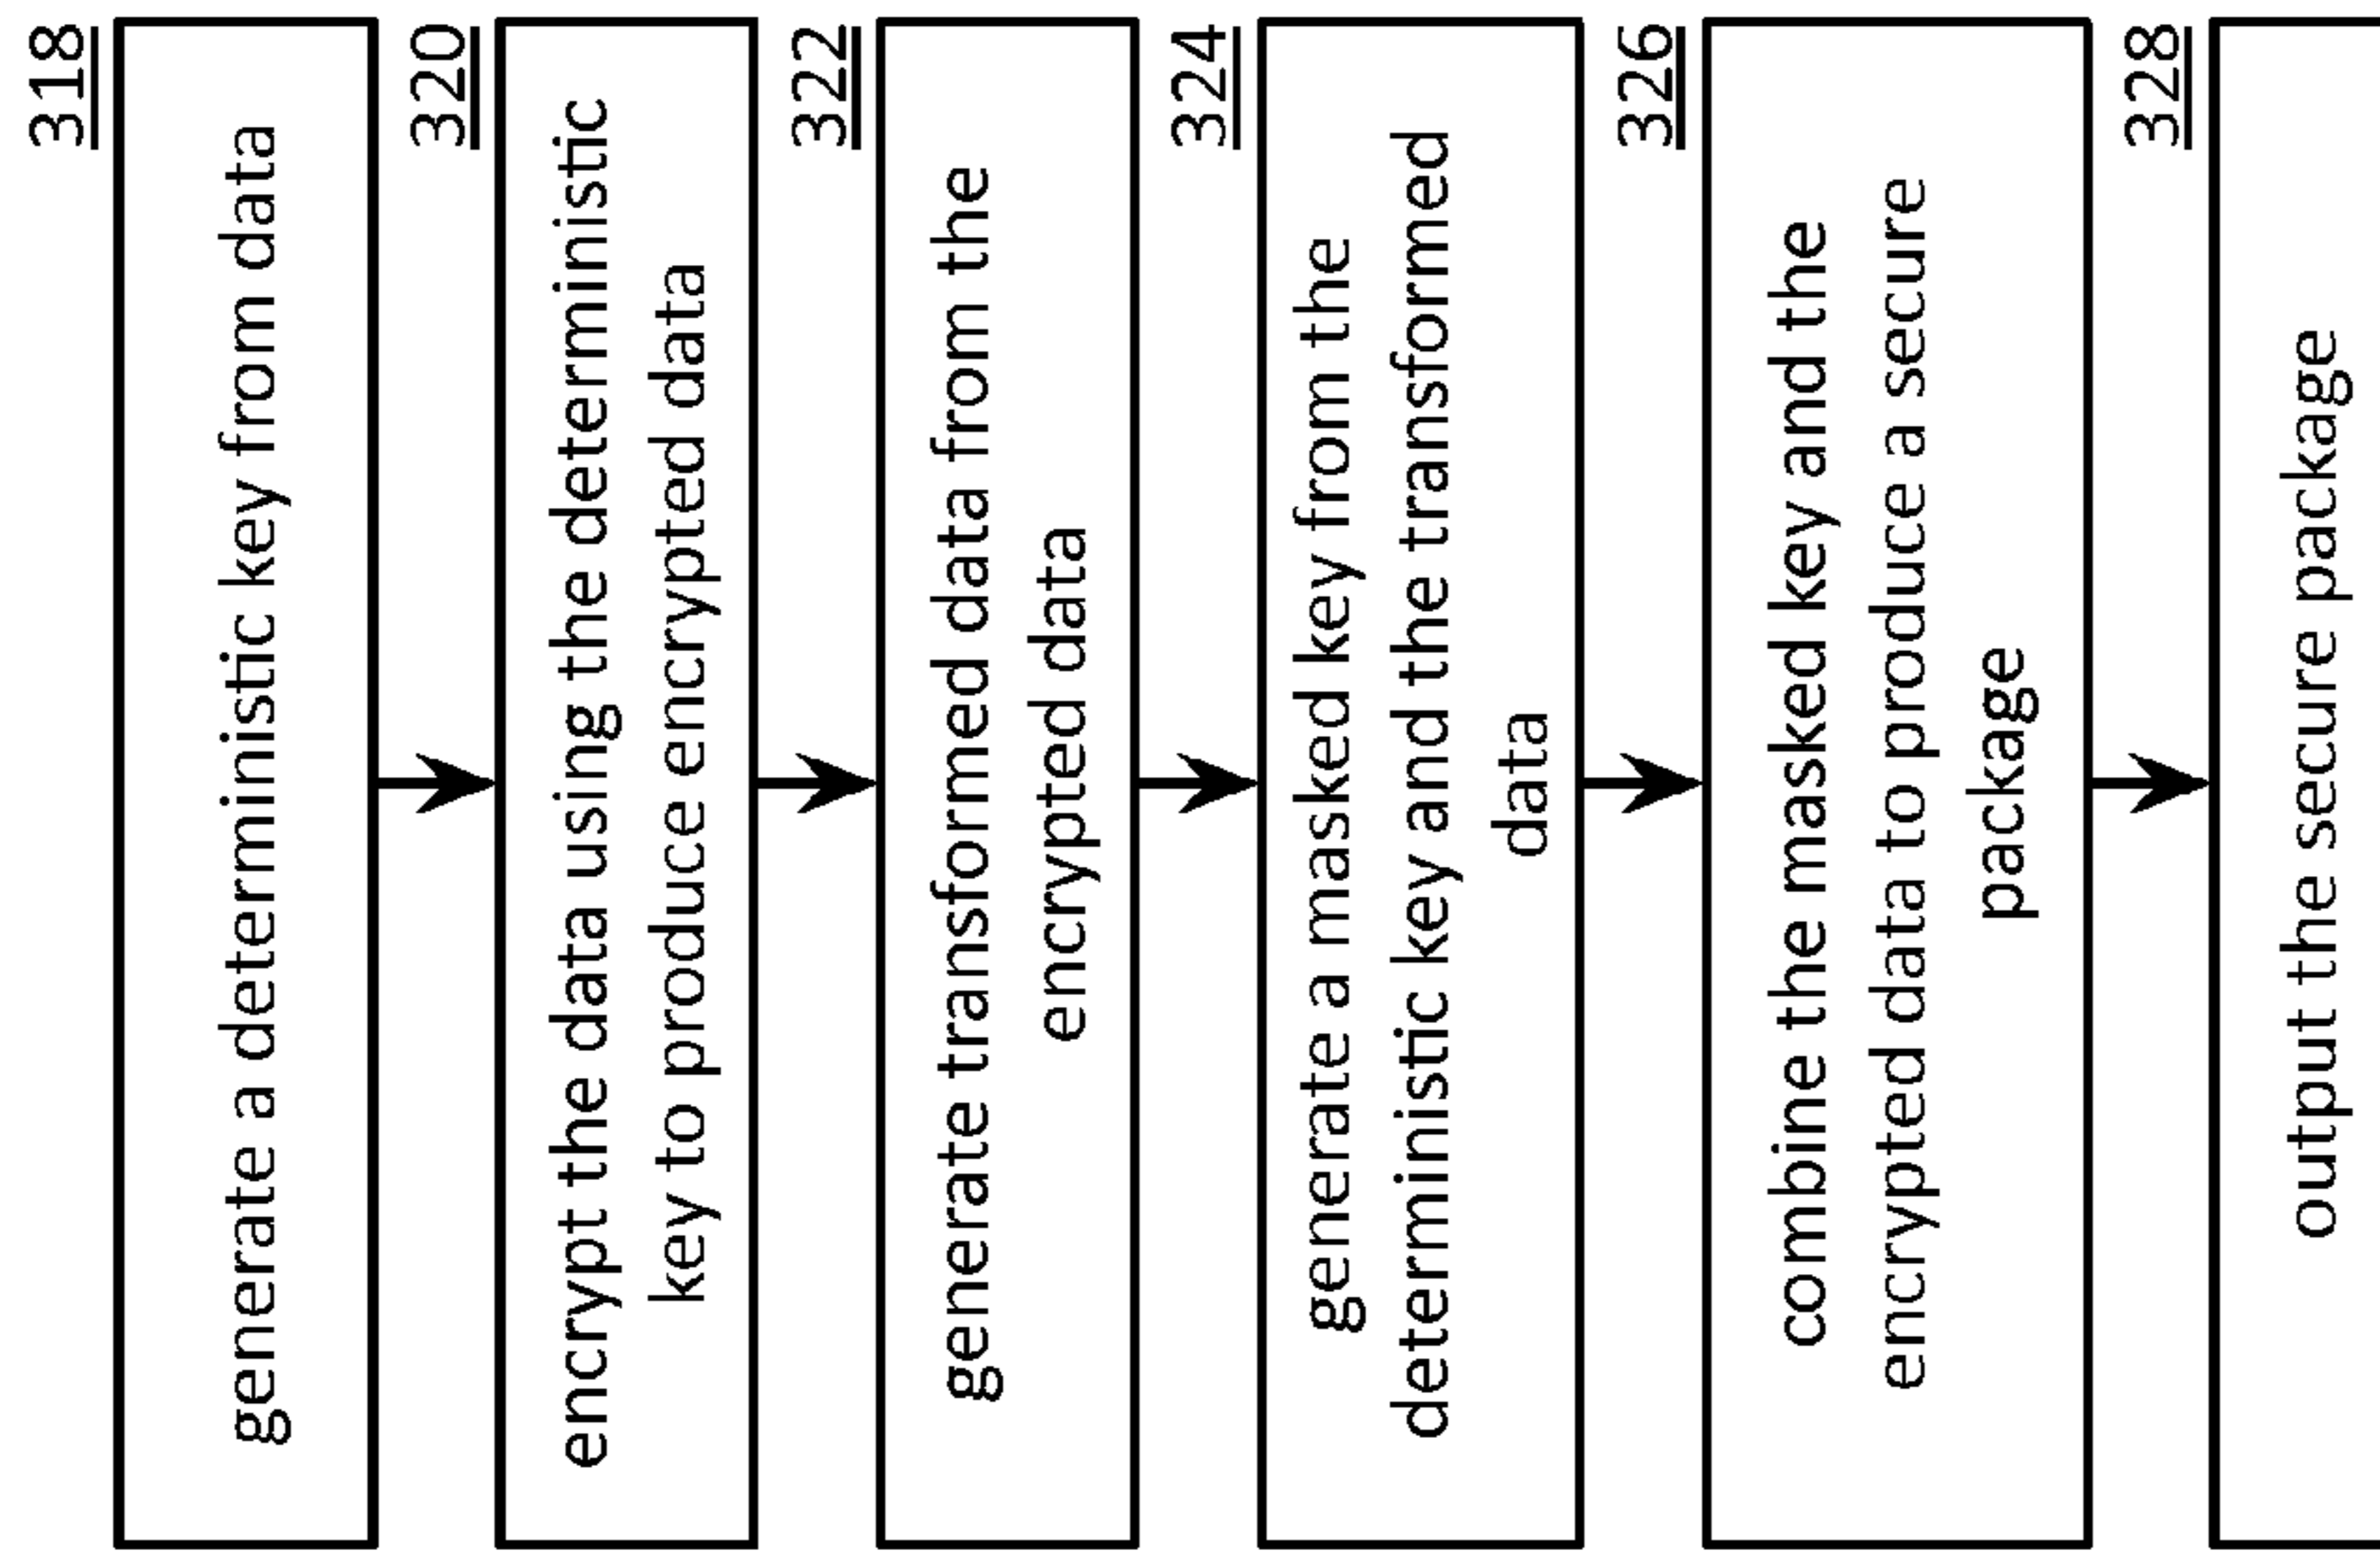 318
generate a deterministic key from data
320
encrypt the data using the deterministic
key to produce encrypted data
322
generate transformed data from the
encrypted data
324
generate a masked key from the
deterministic key and the transformed
data
326
combine the masked key and the
encrypted data to produce a secure
package
328
output the secure package